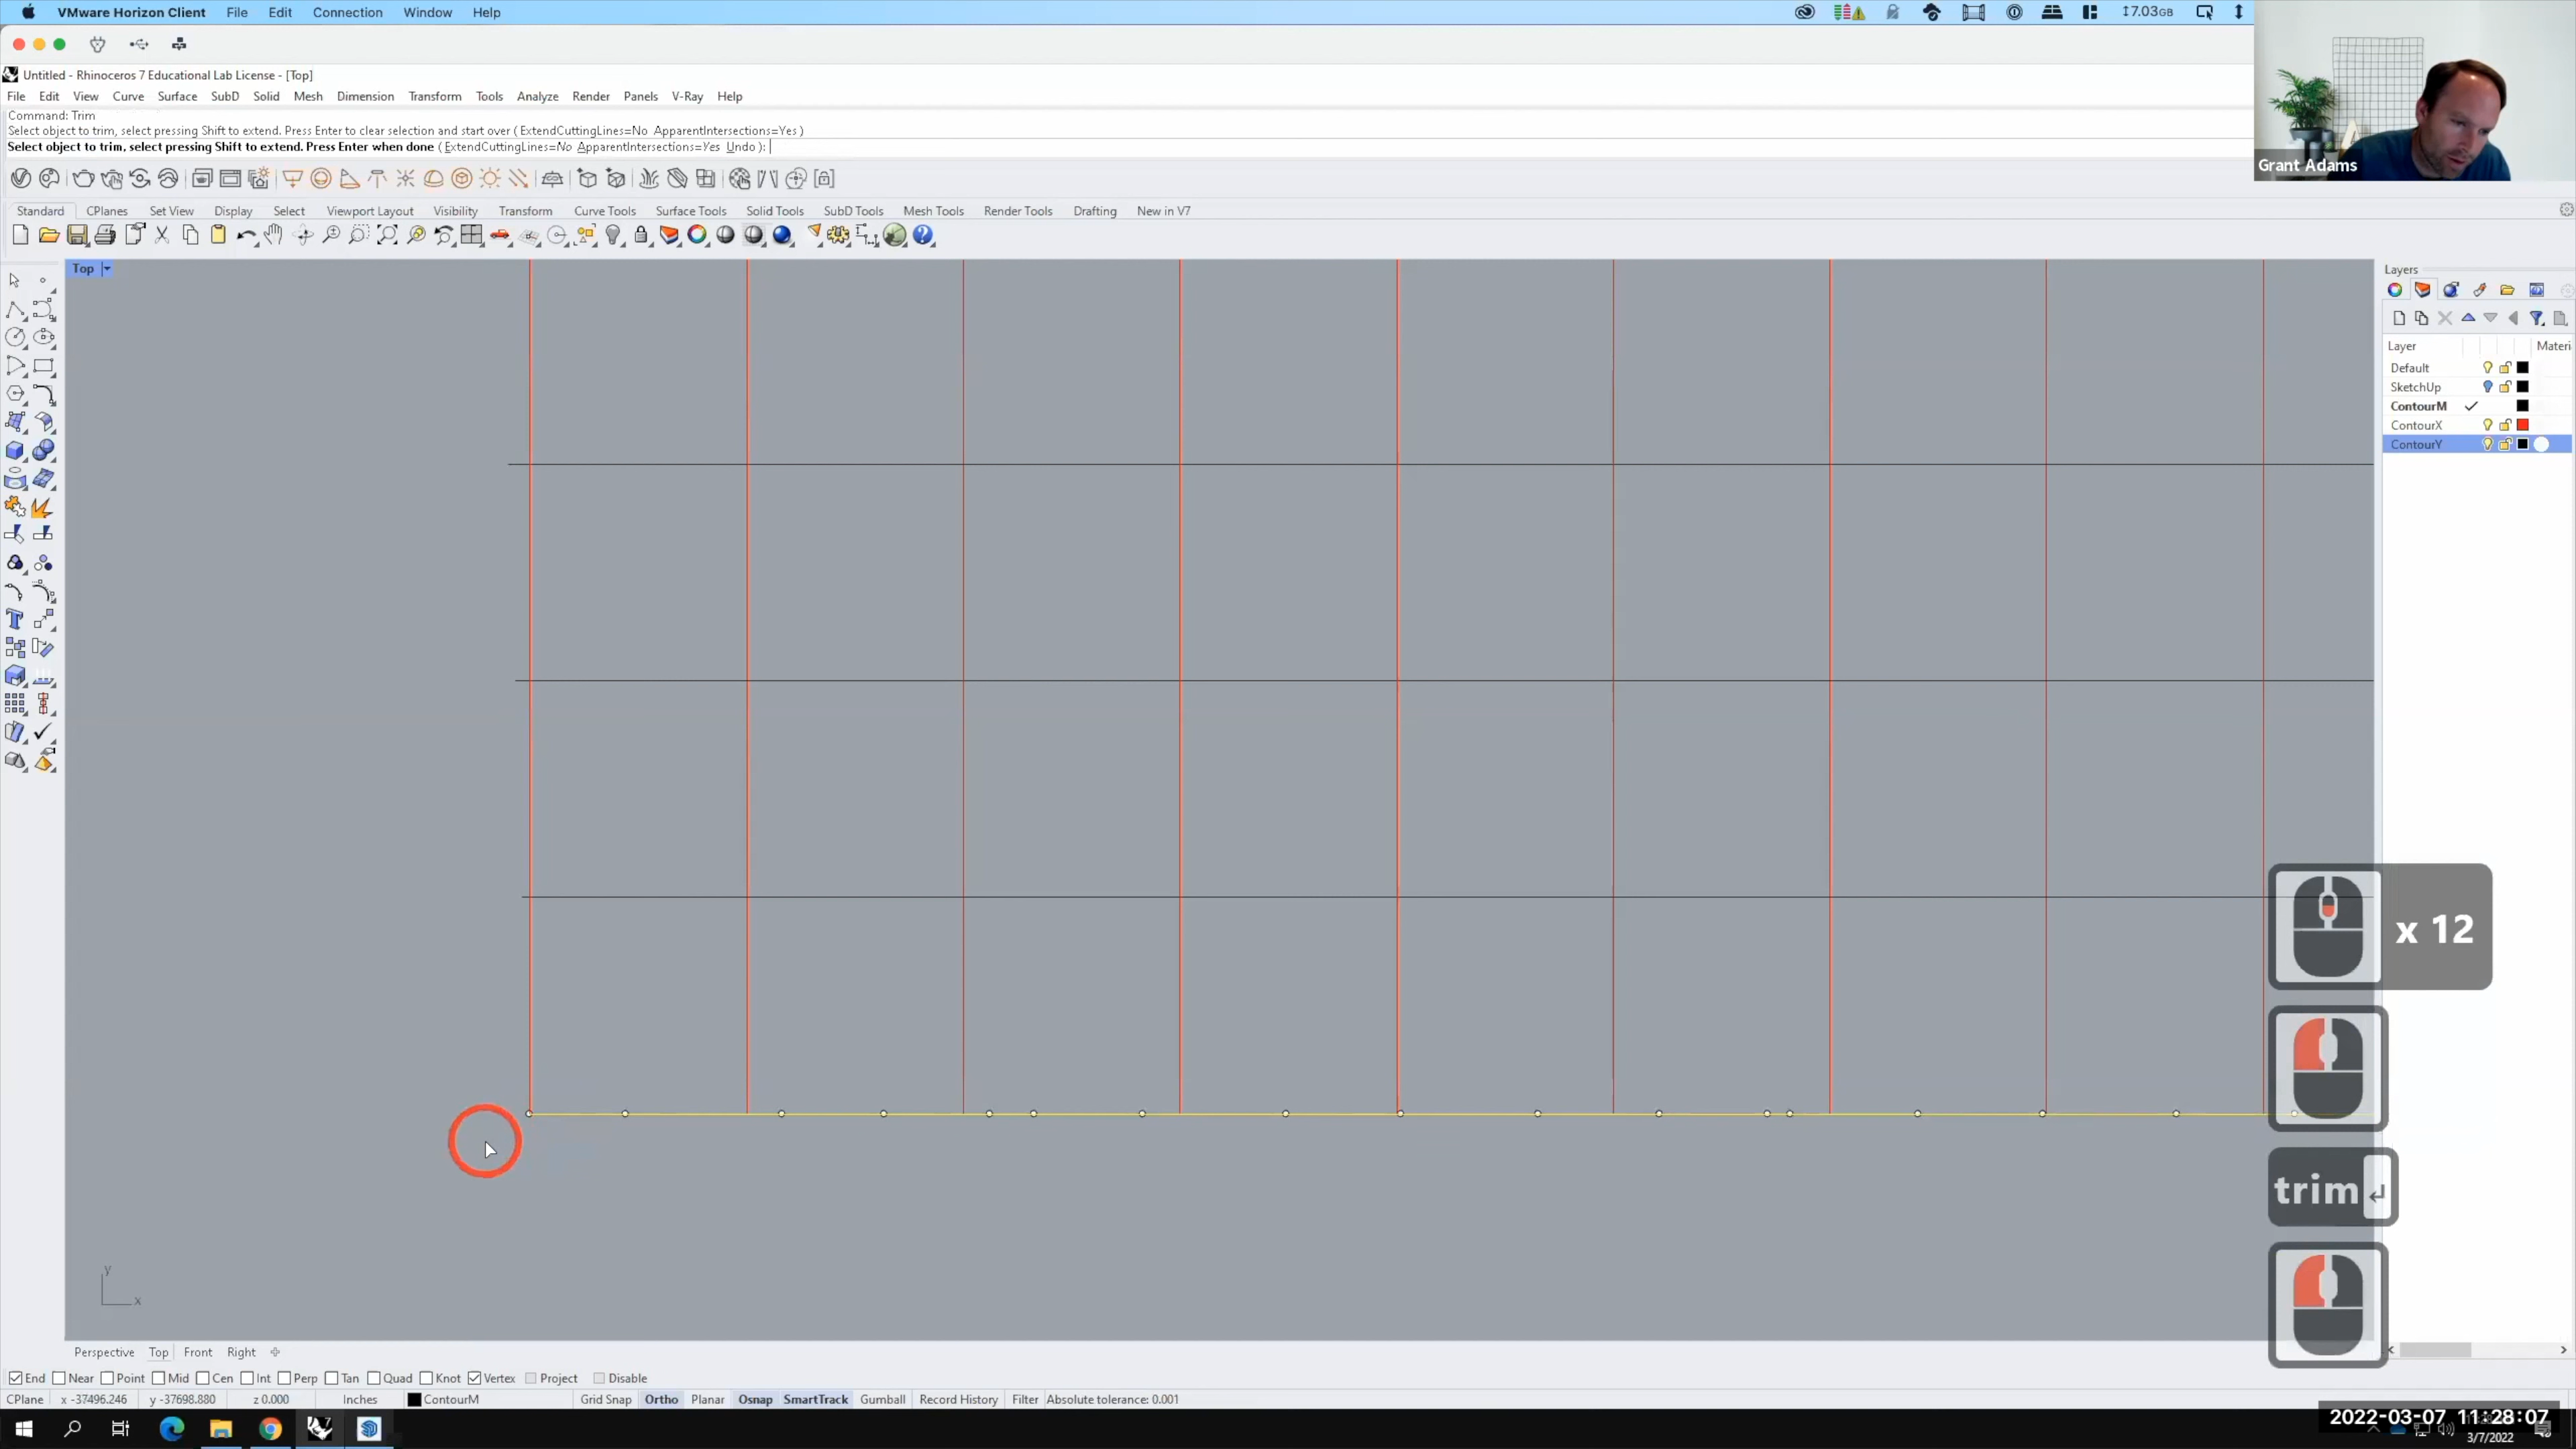 VMware Horizon Client File Edit Connection Window Help
17.03GB
Untitled - Rhinoceros 7 Educational Lab License - [Top]
File Edit View Curve Surface SubD Solid Mesh Dimension Transform Tools Analyze Render Panels V-Ray Help
Command: Trim
Select object to trim, select pressing Shift to extend. Press Enter to clear selection and start over ( ExtendCuttingLines=No ApparentIntersections=Yes )
Select object to trim, select pressing Shift to extend. Press Enter when done ( ExtendCuttingLines=No ApparentIntersections=Yes Undo ):
Grant Adams
Standard CPlanes Set View Display Select Viewport Layout Visibility Transform Curve Tools Surface Tools Solid Tools SubD Tools Mesh Tools Render Tools Drafting New in V7
Top
Layers
Layer Materi
Default
SketchUp
ContourM
ContourX
ContourY
x 12
trim
y
x
Perspective Top Front Right
End Near Point Mid Cen Int Perp Tan Quad Knot Vertex Project Disable
CPlane x -37496.246 y -37698.880 z 0.000 Inches ContourM Grid Snap Ortho Planar Osnap SmartTrack Gumball Record History Filter Absolute tolerance: 0.001
2022-03-07 11:28:07
3/7/2022